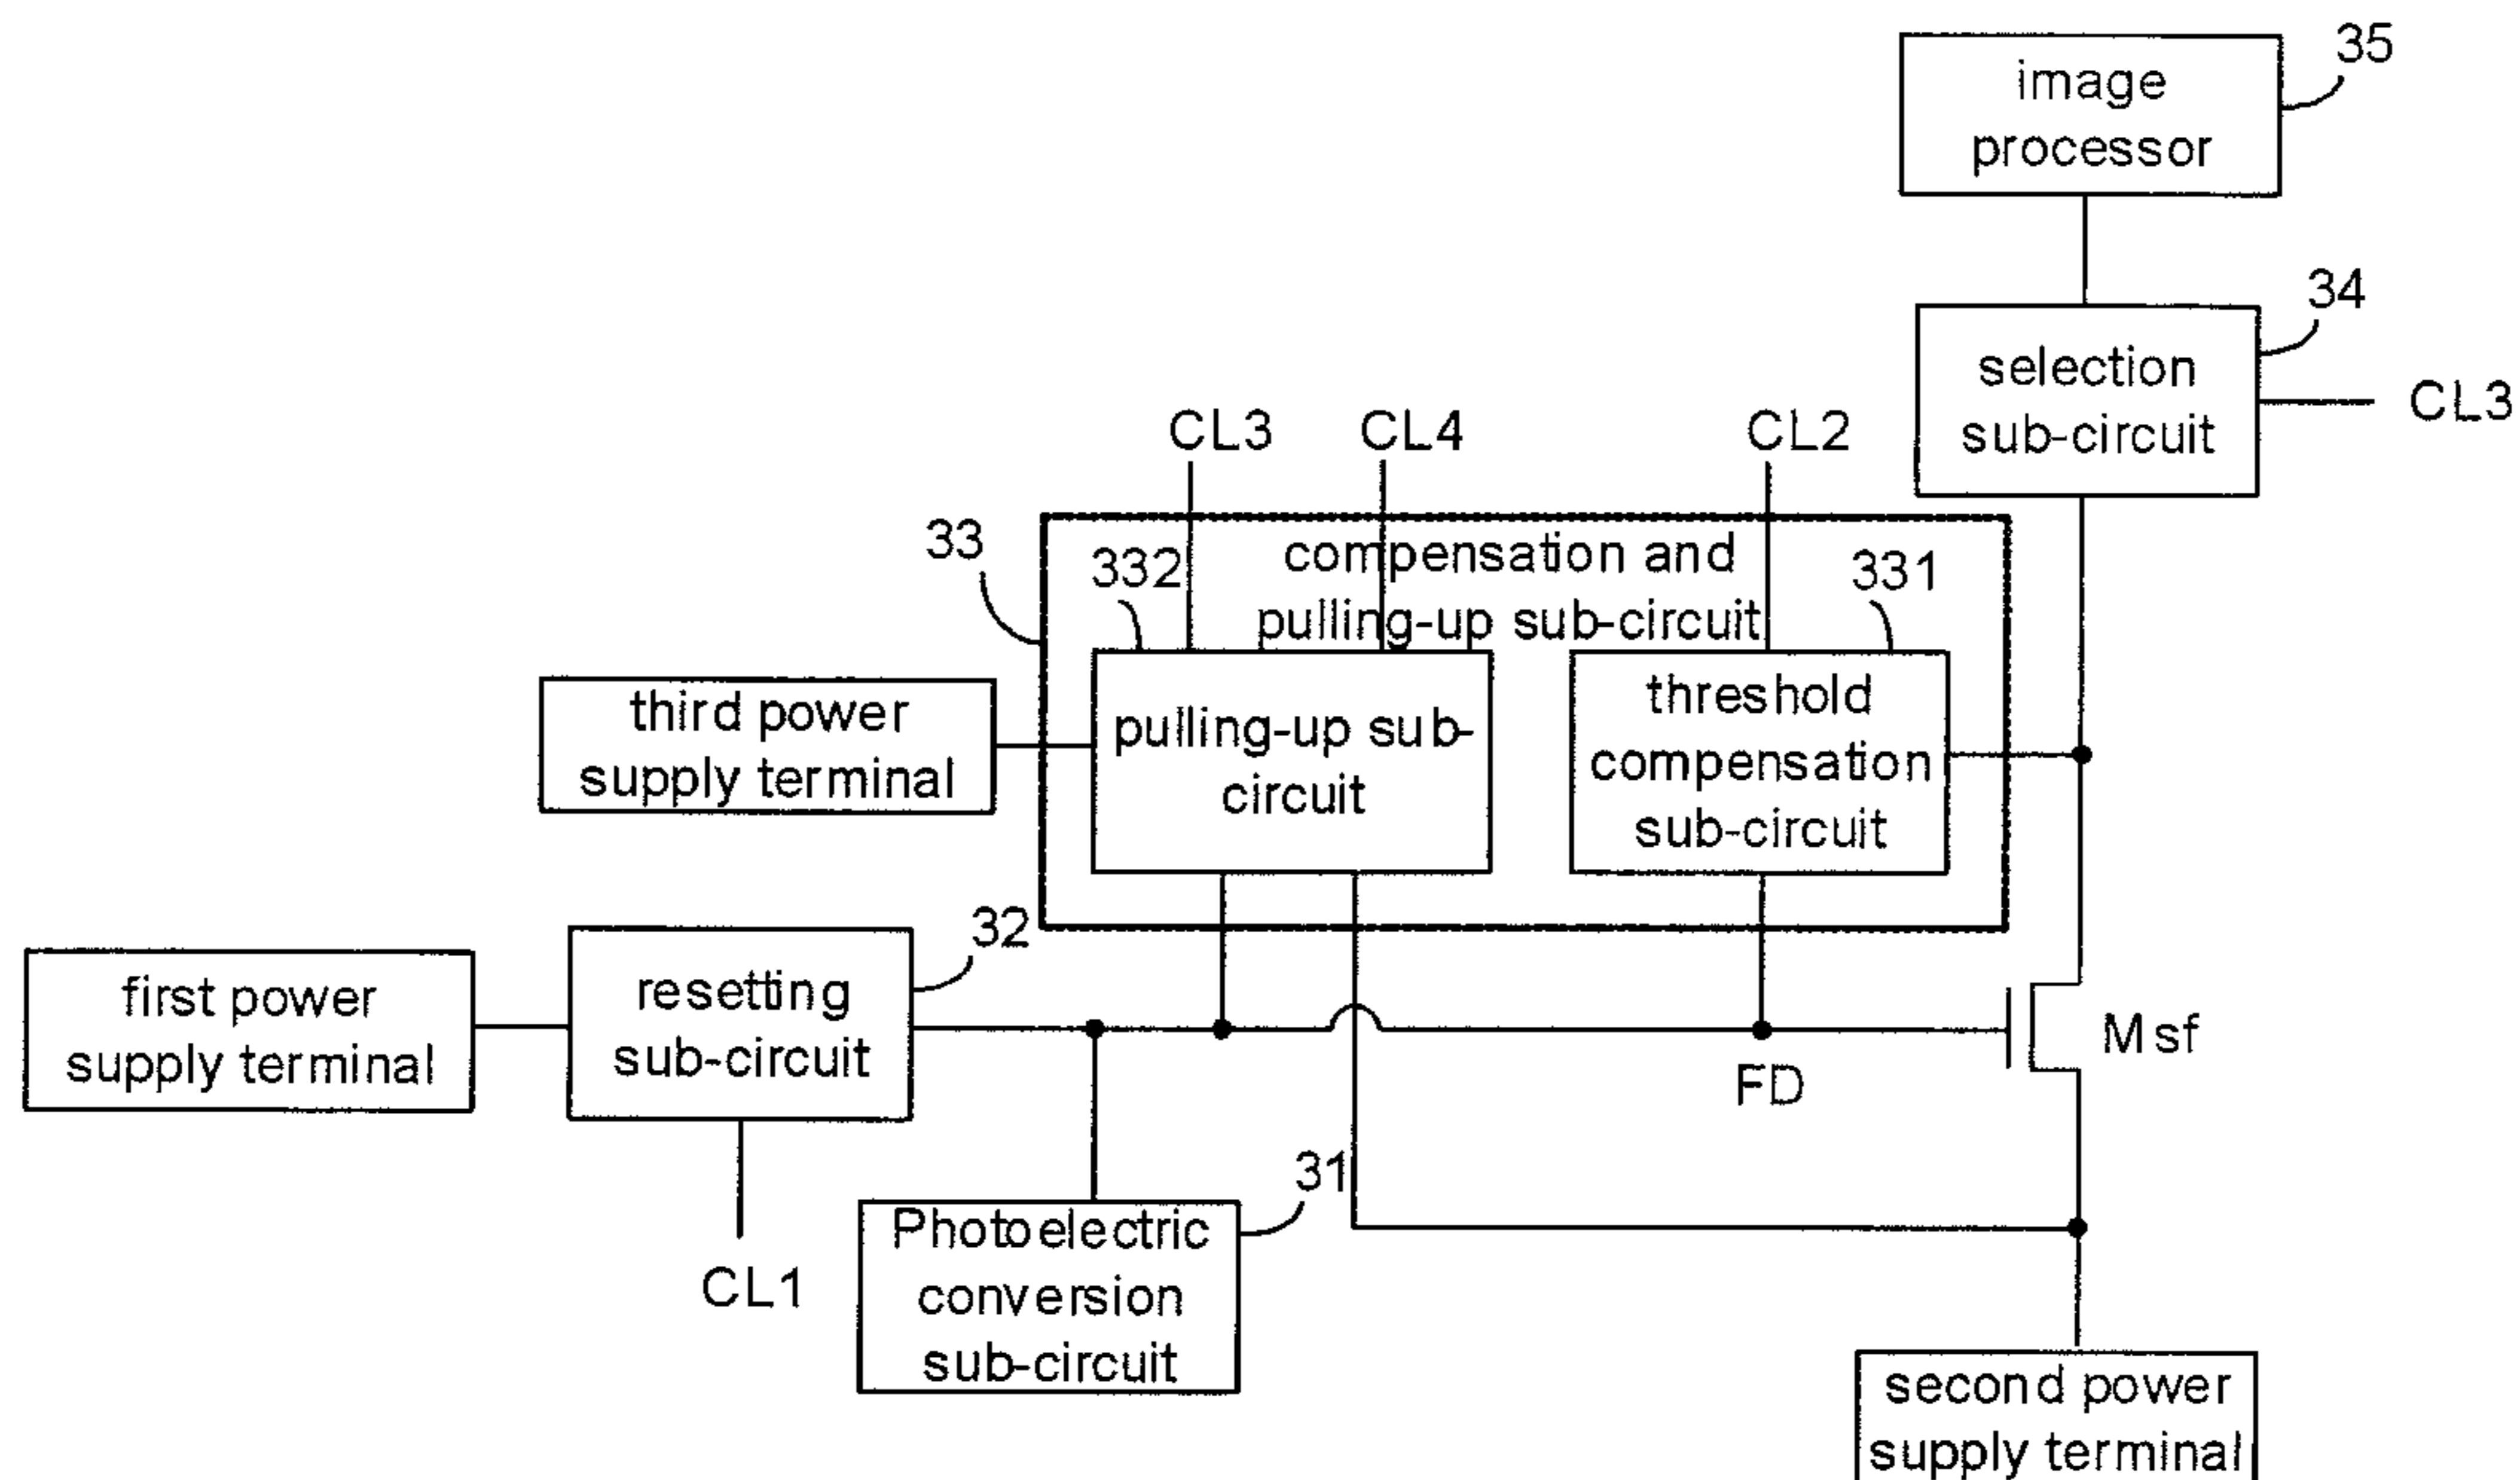 35
image
processor
34
selection
sub-circuit
CL3
CL3
CL4
CL2
33
332
compensation and
pulling-up sub-circuit
331
third power
supply terminal
pulling-up sub-
circuit
threshold
compensation
sub-circuit
32
first power
supply terminal
resetting
sub-circuit
Msf
FD
31
CL1
Photoelectric
conversion
sub-circuit
second power
supply terminal